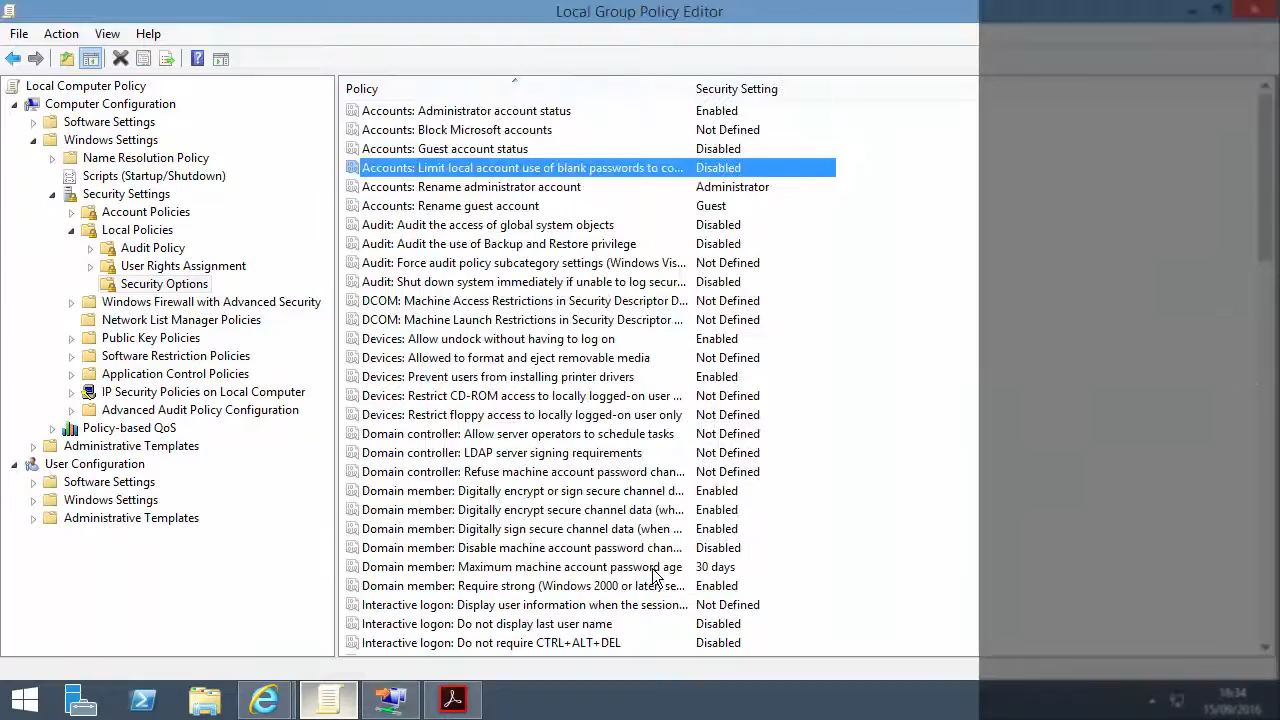 Local Group Policy Editor
File Action View Help
Local Computer Policy
Computer Configuration
Software Settings
Windows Settings
Name Resolution Policy
Scripts (Startup/Shutdown)
Security Settings
Account Policies
Local Policies
Audit Policy
User Rights Assignment
Security Options
Windows Firewall with Advanced Security
Network List Manager Policies
Public Key Policies
Software Restriction Policies
Application Control Policies
IP Security Policies on Local Computer
Advanced Audit Policy Configuration
Policy-based QoS
Administrative Templates
User Configuration
Software Settings
Windows Settings
Administrative Templates
Policy Security Setting
Accounts: Administrator account status Enabled
Accounts: Block Microsoft accounts Not Defined
Accounts: Guest account status Disabled
Accounts: Limit local account use of blank passwords to co... Disabled
Accounts: Rename administrator account Administrator
Accounts: Rename guest account Guest
Audit: Audit the access of global system objects Disabled
Audit: Audit the use of Backup and Restore privilege Disabled
Audit: Force audit policy subcategory settings (Windows Vis... Not Defined
Audit: Shut down system immediately if unable to log secur... Disabled
DCOM: Machine Access Restrictions in Security Descriptor D... Not Defined
DCOM: Machine Launch Restrictions in Security Descriptor ... Not Defined
Devices: Allow undock without having to log on Enabled
Devices: Allowed to format and eject removable media Not Defined
Devices: Prevent users from installing printer drivers Enabled
Devices: Restrict CD-ROM access to locally logged-on user ... Not Defined
Devices: Restrict floppy access to locally logged-on user only Not Defined
Domain controller: Allow server operators to schedule tasks Not Defined
Domain controller: LDAP server signing requirements Not Defined
Domain controller: Refuse machine account password chan... Not Defined
Domain member: Digitally encrypt or sign secure channel d... Enabled
Domain member: Digitally encrypt secure channel data (wh... Enabled
Domain member: Digitally sign secure channel data (when ... Enabled
Domain member: Disable machine account password chan... Disabled
Domain member: Maximum machine account password age 30 days
Domain member: Require strong (Windows 2000 or later) se... Enabled
Interactive logon: Display user information when the session... Not Defined
Interactive logon: Do not display last user name Disabled
Interactive logon: Do not require CTRL+ALT+DEL Disabled
18:34
15/09/2016